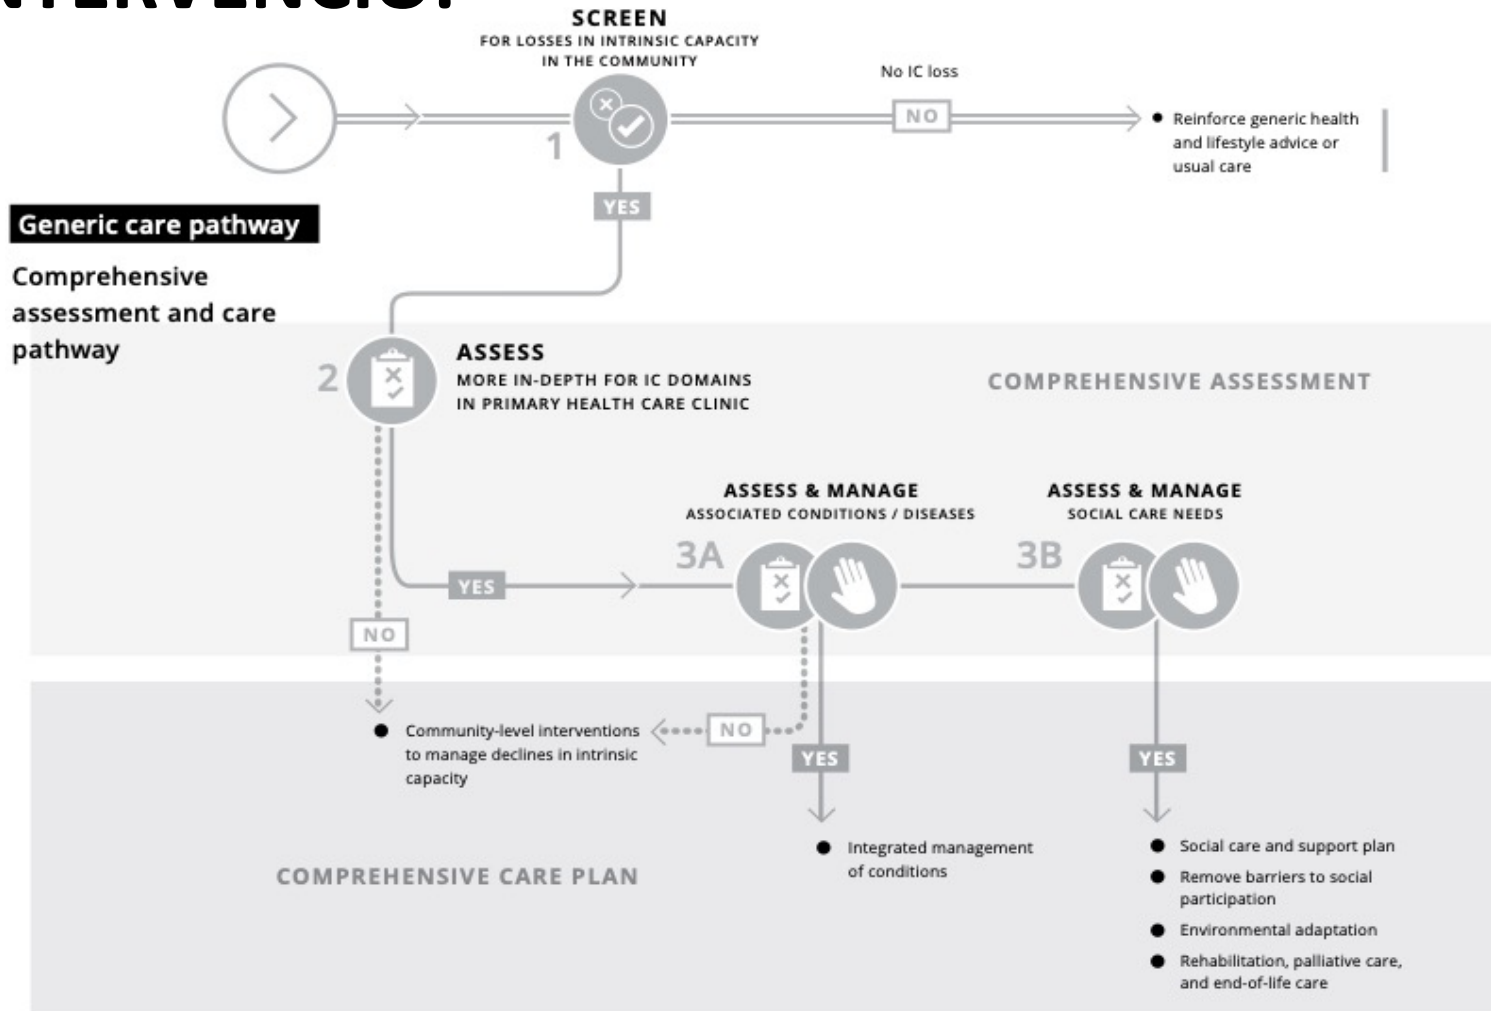 SCREEN
FOR LOSSES IN INTRINSIC CAPACITY
IN THE COMMUNITY
No IC loss
NO
Reinforce generic health
and lifestyle advice or
usual care
1
YES
Generic care pathway
Comprehensive
assessment and care
pathway
2
ASSESS
MORE IN-DEPTH FOR IC DOMAINS
IN PRIMARY HEALTH CARE CLINIC
COMPREHENSIVE ASSESSMENT
ASSESS & MANAGE
ASSOCIATED CONDITIONS / DISEASES
ASSESS & MANAGE
SOCIAL CARE NEEDS
3A
3B
YES
NO
Community-level interventions
to manage declines in intrinsic
capacity
NO
YES
YES
Integrated management
of conditions
COMPREHENSIVE CARE PLAN
Social care and support plan
Remove barriers to social
participation
Environmental adaptation
Rehabilitation, palliative care,
and end-of-life care